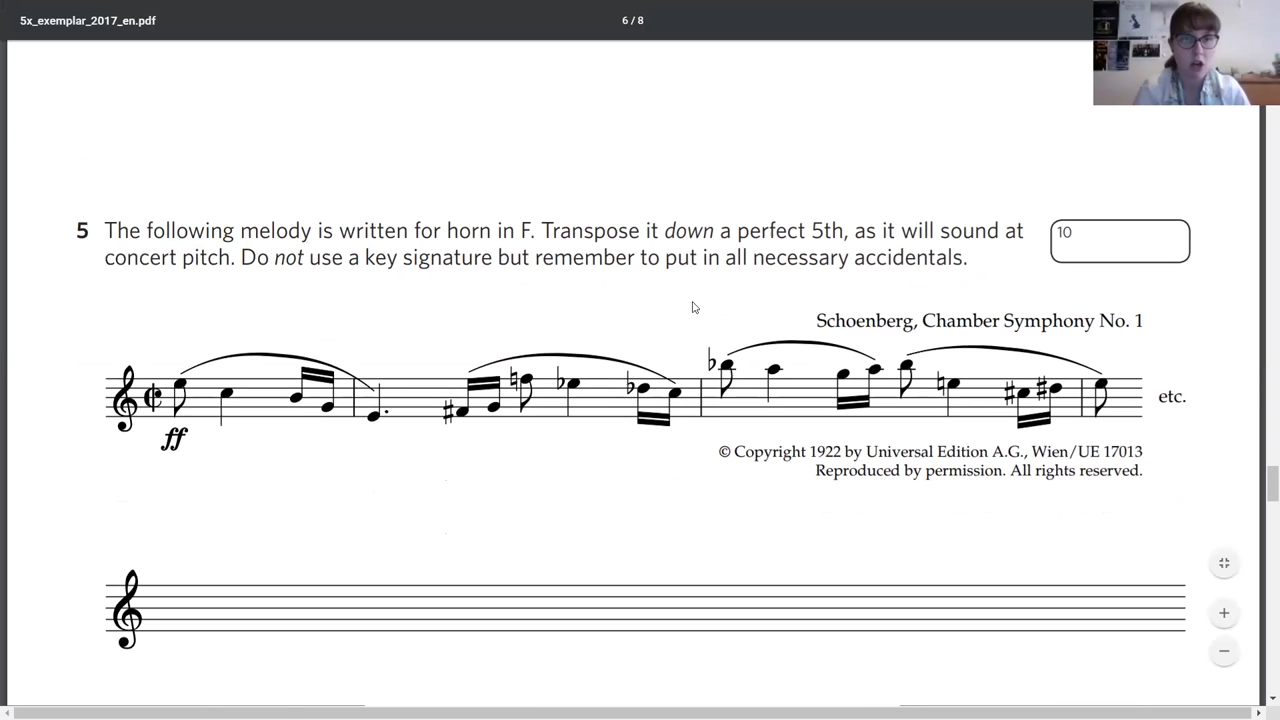 5x_exemplar_2017_en.pdf
6 / 8
5 The following melody is written for horn in F. Transpose it down a perfect 5th, as it will sound at
concert pitch. Do not use a key signature but remember to put in all necessary accidentals.
10
Schoenberg, Chamber Symphony No. 1
ff
etc.
© Copyright 1922 by Universal Edition A.G., Wien/UE 17013
Reproduced by permission. All rights reserved.